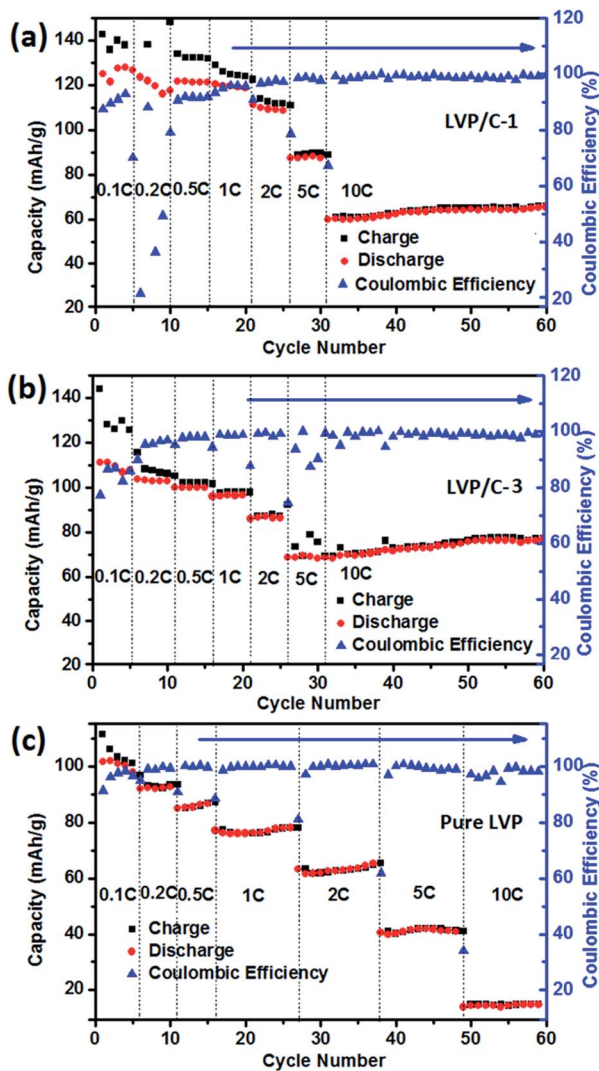 (a)
LVP/C-1
0.1C 0.2C 0.5C 1C 2C 5C 10C
Charge
Discharge
Coulombic Efficiency
Capacity (mAh/g)
140
120
100
80
60
40
20
Coulombic Efficiency (%)
120
100
80
60
40
20
0 10 20 30 40 50 60
Cycle Number
(b)
LVP/C-3
0.1C 0.2C 0.5C 1C 2C 5C 10C
Charge
Discharge
Coulombic Efficiency
Capacity (mAh/g)
140
120
100
80
60
40
20
Coulombic Efficiency (%)
120
100
80
60
40
20
0 10 20 30 40 50 60
Cycle Number
(c)
Pure LVP
0.1C 0.2C 0.5C 1C 2C 5C 10C
Charge
Discharge
Coulombic Efficiency
Capacity (mAh/g)
100
80
60
40
20
Coulombic Efficiency (%)
100
80
60
40
20
0 10 20 30 40 50 60
Cycle Number